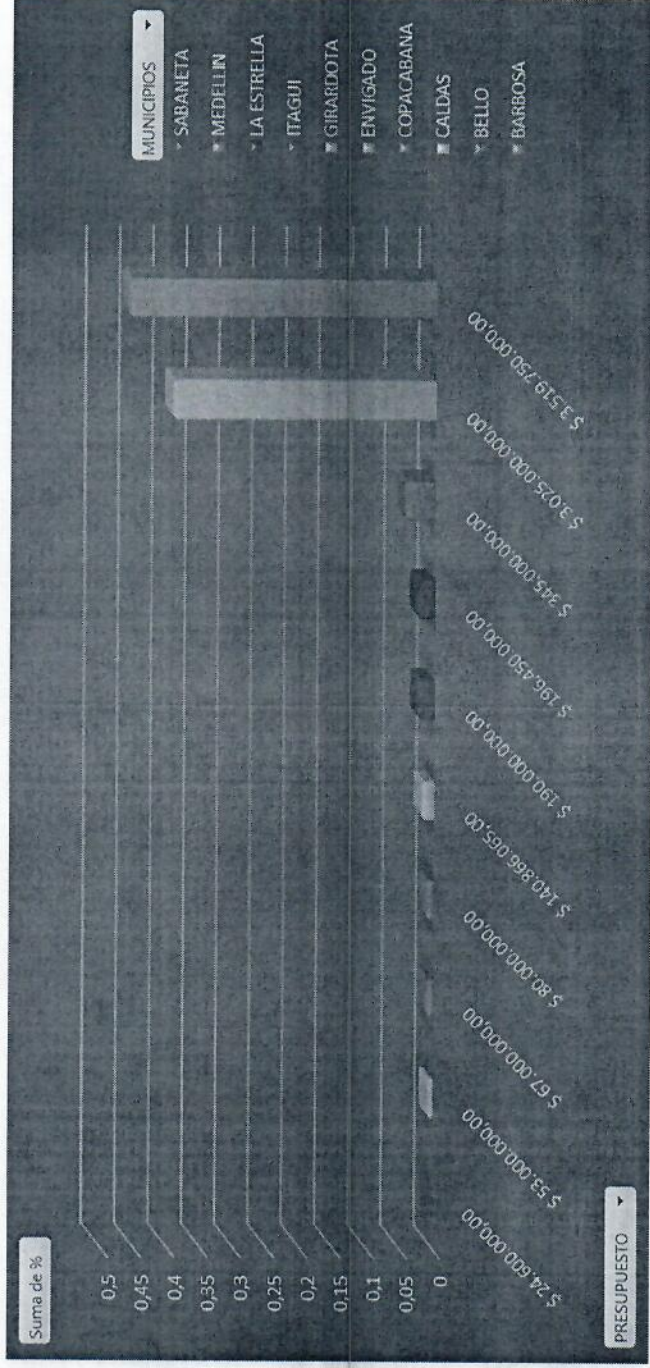 Suma de %
0,5
0,45
0,4
0,35
0,3
0,25
0,2
0,15
0,1
0,05
0
$ 24.600.000,00
$ 53.000.000,00
$ 67.000.000,00
$ 80.000.000,00
$ 140.866.065,00
$ 190.000.000,00
$ 196.450.000,00
$ 345.000.000,00
$ 3.025.000.000,00
$ 3.519.750.000,00
MUNICIPIOS
SABANETA
MEDELLIN
LA ESTRELLA
ITAGUI
GIRARDOTA
ENVIGADO
COPACABANA
CALDAS
BELLO
BARBOSA
PRESUPUESTO